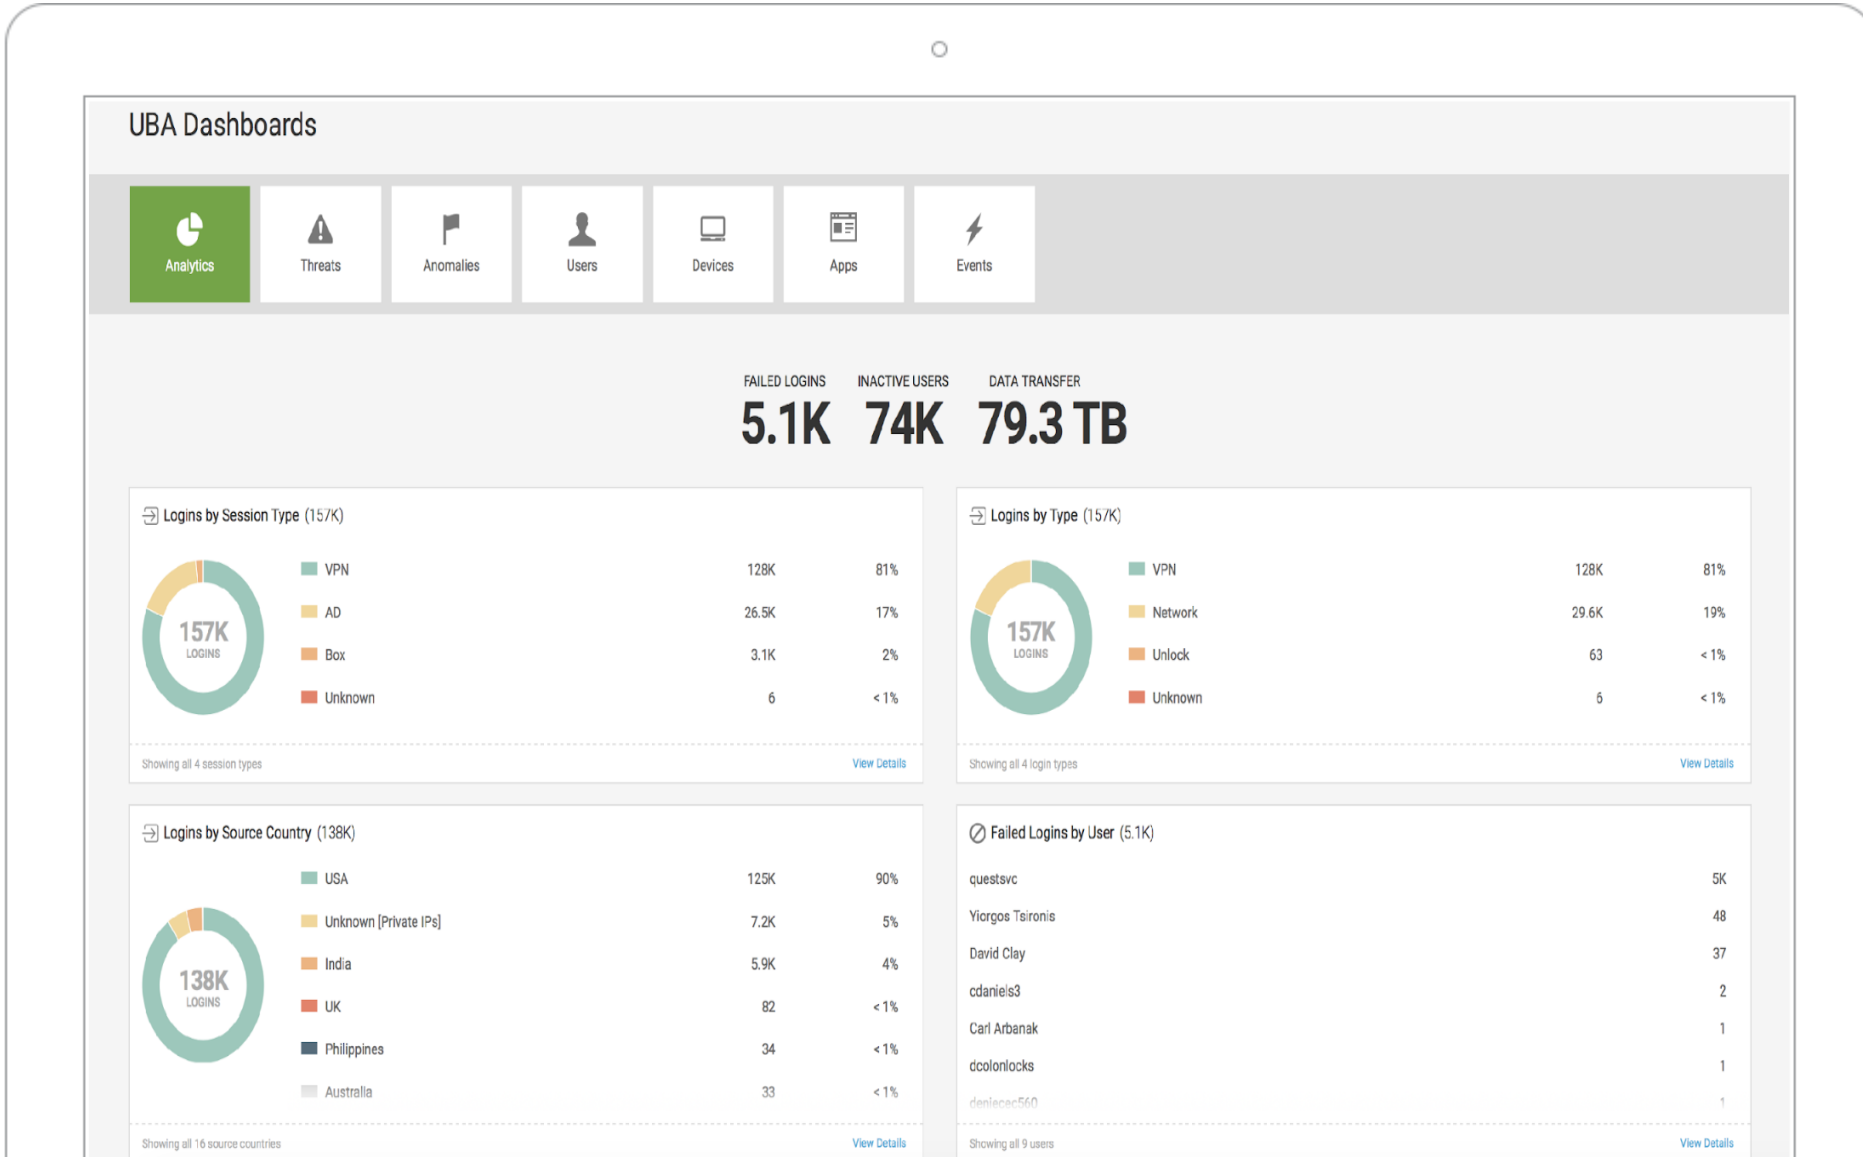 UBA Dashboards
Analytics
Threats
Anomalies
Users
Devices
Apps
Events
FAILED LOGINS INACTIVE USERS DATA TRANSFER
5.1K 74K 79.3 TB
Logins by Session Type (157K)
157K
LOGINS
VPN 128K 81%
AD 26.5K 17%
Box 3.1K 2%
Unknown 6 < 1%
Showing all 4 session types View Details
Logins by Type (157K)
157K
LOGINS
VPN 128K 81%
Network 29.6K 19%
Unlock 63 < 1%
Unknown 6 < 1%
Showing all 4 login types View Details
Logins by Source Country (138K)
138K
LOGINS
USA 125K 90%
Unknown [Private IPs] 7.2K 5%
India 5.9K 4%
UK 82 < 1%
Philippines 34 < 1%
Australia 33 < 1%
Showing all 16 source countries View Details
Failed Logins by User (5.1K)
questsvc 5K
Yiorgos Tsironis 48
David Clay 37
cdaniels3 2
Carl Arbanak 1
dcolonlocks 1
deniecec560 1
Showing all 9 users View Details